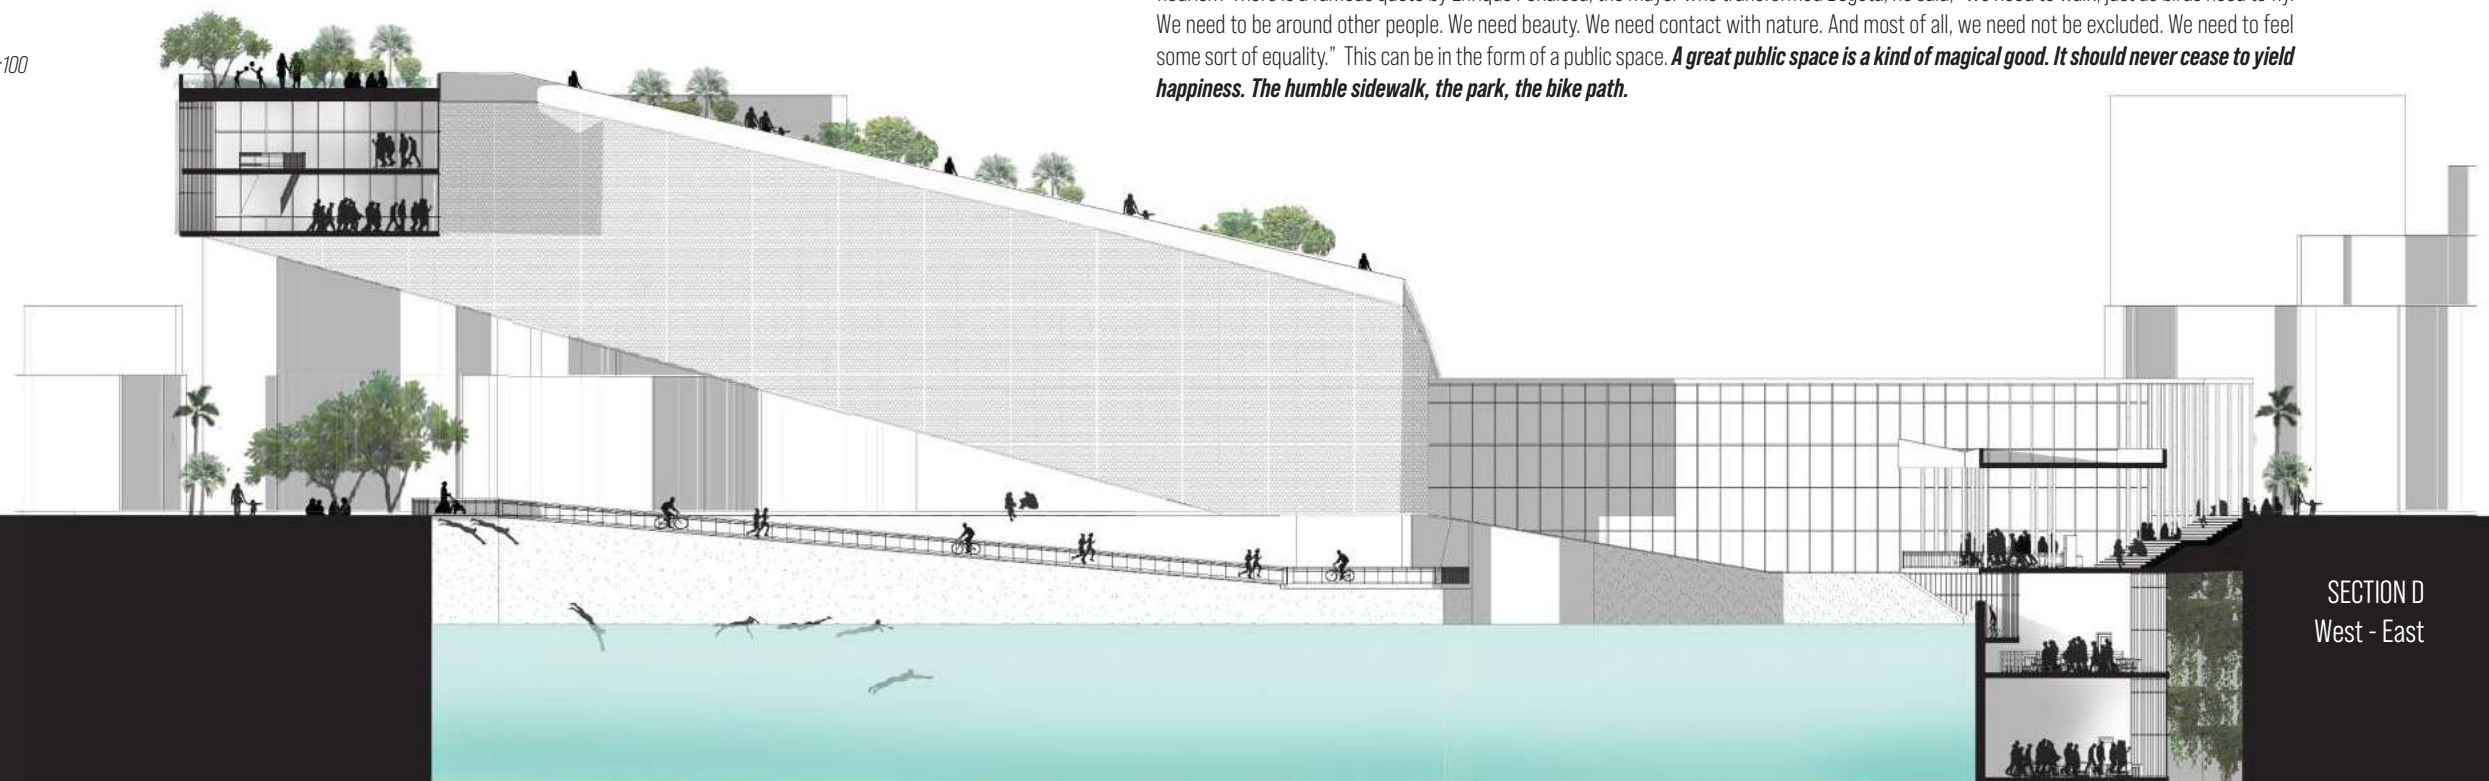 :100
We need to be around other people. We need beauty. We need contact with nature. And most of all, we need not be excluded. We need to feel
some sort of equality.” This can be in the form of a public space. A great public space is a kind of magical good. It should never cease to yield
happiness. The humble sidewalk, the park, the bike path.
SECTION D
West - East